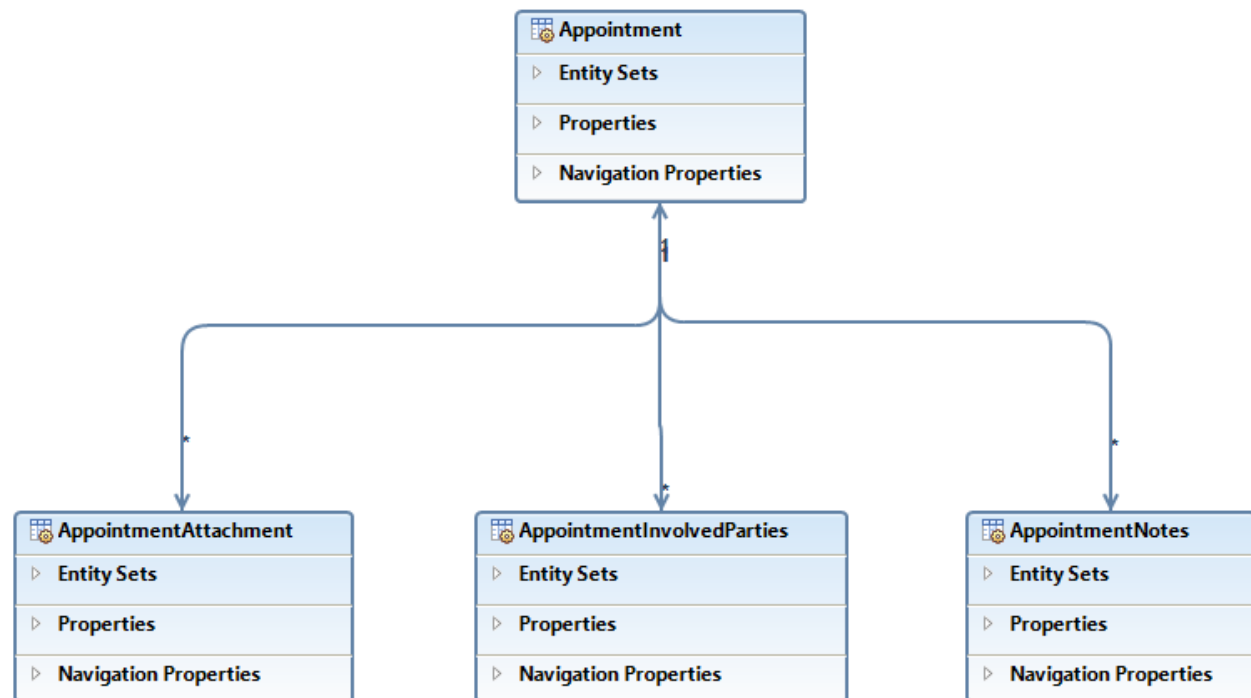 Appointment
Entity Sets
Properties
Navigation Properties
1
*
*
*
AppointmentAttachment
Entity Sets
Properties
Navigation Properties
AppointmentInvolvedParties
Entity Sets
Properties
Navigation Properties
AppointmentNotes
Entity Sets
Properties
Navigation Properties